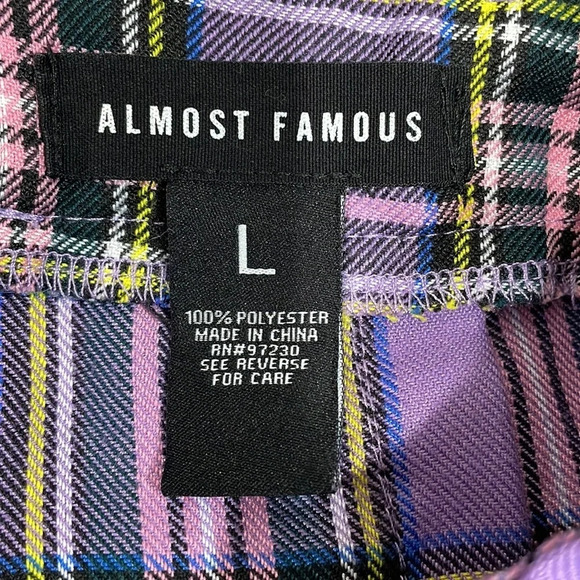 ALMOST FAMOUS
L
100% POLYESTER
MADE IN CHINA
RN#97230
SEE REVERSE
FOR CARE